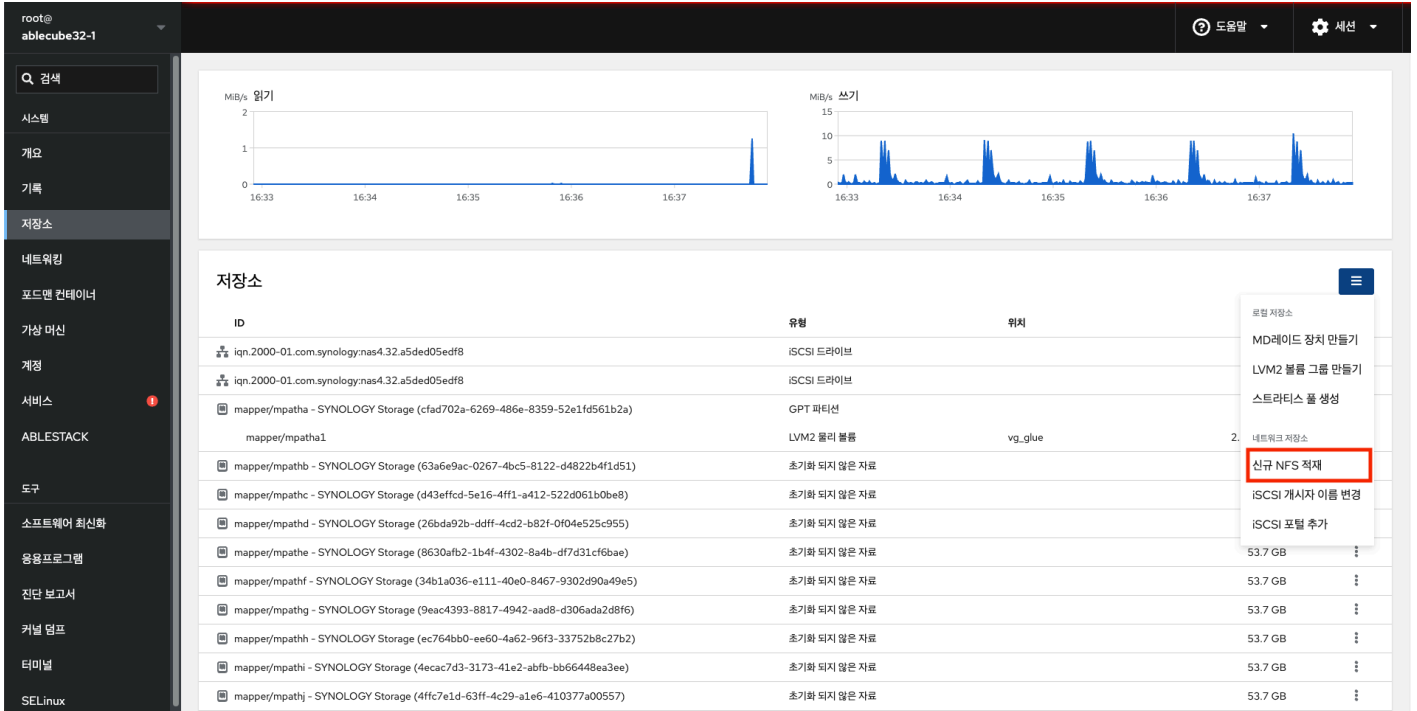 root@
ablecube32-1
도움말
세션
검색
시스템
개요
기록
저장소
네트워킹
포드맨 컨테이너
가상 머신
계정
서비스
ABLESTACK
도구
소프트웨어 최신화
응용프로그램
진단 보고서
커널 덤프
터미널
SELinux
MiB/s 읽기
2
1
0
16:33 16:34 16:35 16:36 16:37
MiB/s 쓰기
15
10
5
0
16:33 16:34 16:35 16:36 16:37
저장소
ID 유형 위치
iqn.2000-01.com.synology:nas4.32.a5ded05edf8 iSCSI 드라이브
iqn.2000-01.com.synology:nas4.32.a5ded05edf8 iSCSI 드라이브
mapper/mpatha - SYNOLOGY Storage (cfad702a-6269-486e-8359-52e1fd561b2a) GPT 파티션
mapper/mpatha1 LVM2 물리 볼륨 vg_glue 2.
mapper/mpathb - SYNOLOGY Storage (63a6e9ac-0267-4bc5-8122-d4822b4f1d51) 초기화 되지 않은 자료
mapper/mpathc - SYNOLOGY Storage (d43effcd-5e16-4ff1-a412-522d061b0be8) 초기화 되지 않은 자료
mapper/mpathd - SYNOLOGY Storage (26bda92b-ddff-4cd2-b82f-0f04e525c955) 초기화 되지 않은 자료
mapper/mpathe - SYNOLOGY Storage (8630afb2-1b4f-4302-8a4b-df7d31cf6bae) 초기화 되지 않은 자료 53.7 GB
mapper/mpathf - SYNOLOGY Storage (34b1a036-e111-40e0-8467-9302d90a49e5) 초기화 되지 않은 자료 53.7 GB
mapper/mpathg - SYNOLOGY Storage (9eac4393-8817-4942-aad8-d306ada2d8f6) 초기화 되지 않은 자료 53.7 GB
mapper/mpathh - SYNOLOGY Storage (ec764bb0-ee60-4a62-96f3-33752b8c27b2) 초기화 되지 않은 자료 53.7 GB
mapper/mpathi - SYNOLOGY Storage (4ecac7d3-3173-41e2-abfb-bb66448ea3ee) 초기화 되지 않은 자료 53.7 GB
mapper/mpathj - SYNOLOGY Storage (4ffc7e1d-63ff-4c29-a1e6-410377a00557) 초기화 되지 않은 자료 53.7 GB
로컬 저장소
MD레이드 장치 만들기
LVM2 볼륨 그룹 만들기
스트라티스 풀 생성
네트워크 저장소
신규 NFS 적재
iSCSI 개시자 이름 변경
iSCSI 포털 추가